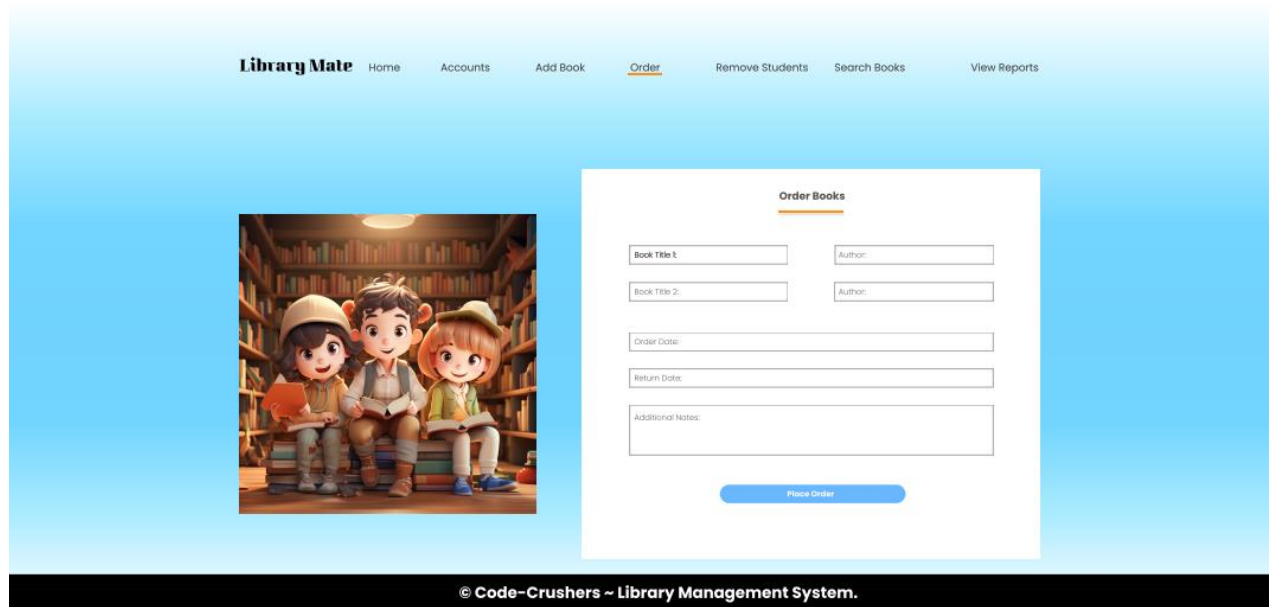 Library Mate Home Accounts Add Book Order Remove Students Search Books View Reports
Order Books
Book Title 1: Author:
Book Title 2: Author:
Order Date:
Return Date:
Additional Notes:
Place Order
© Code-Crushers ~ Library Management System.